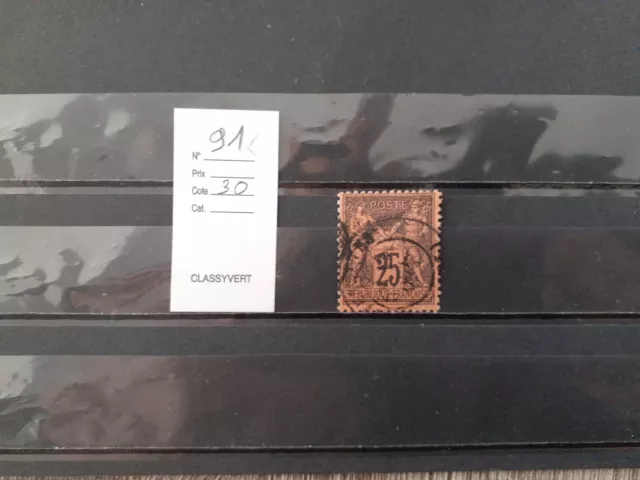 N° 91
Prix
Cote 30
Cat.
CLASSYVERT
POSTE
25
REPUBLIQUE FRANÇAISE